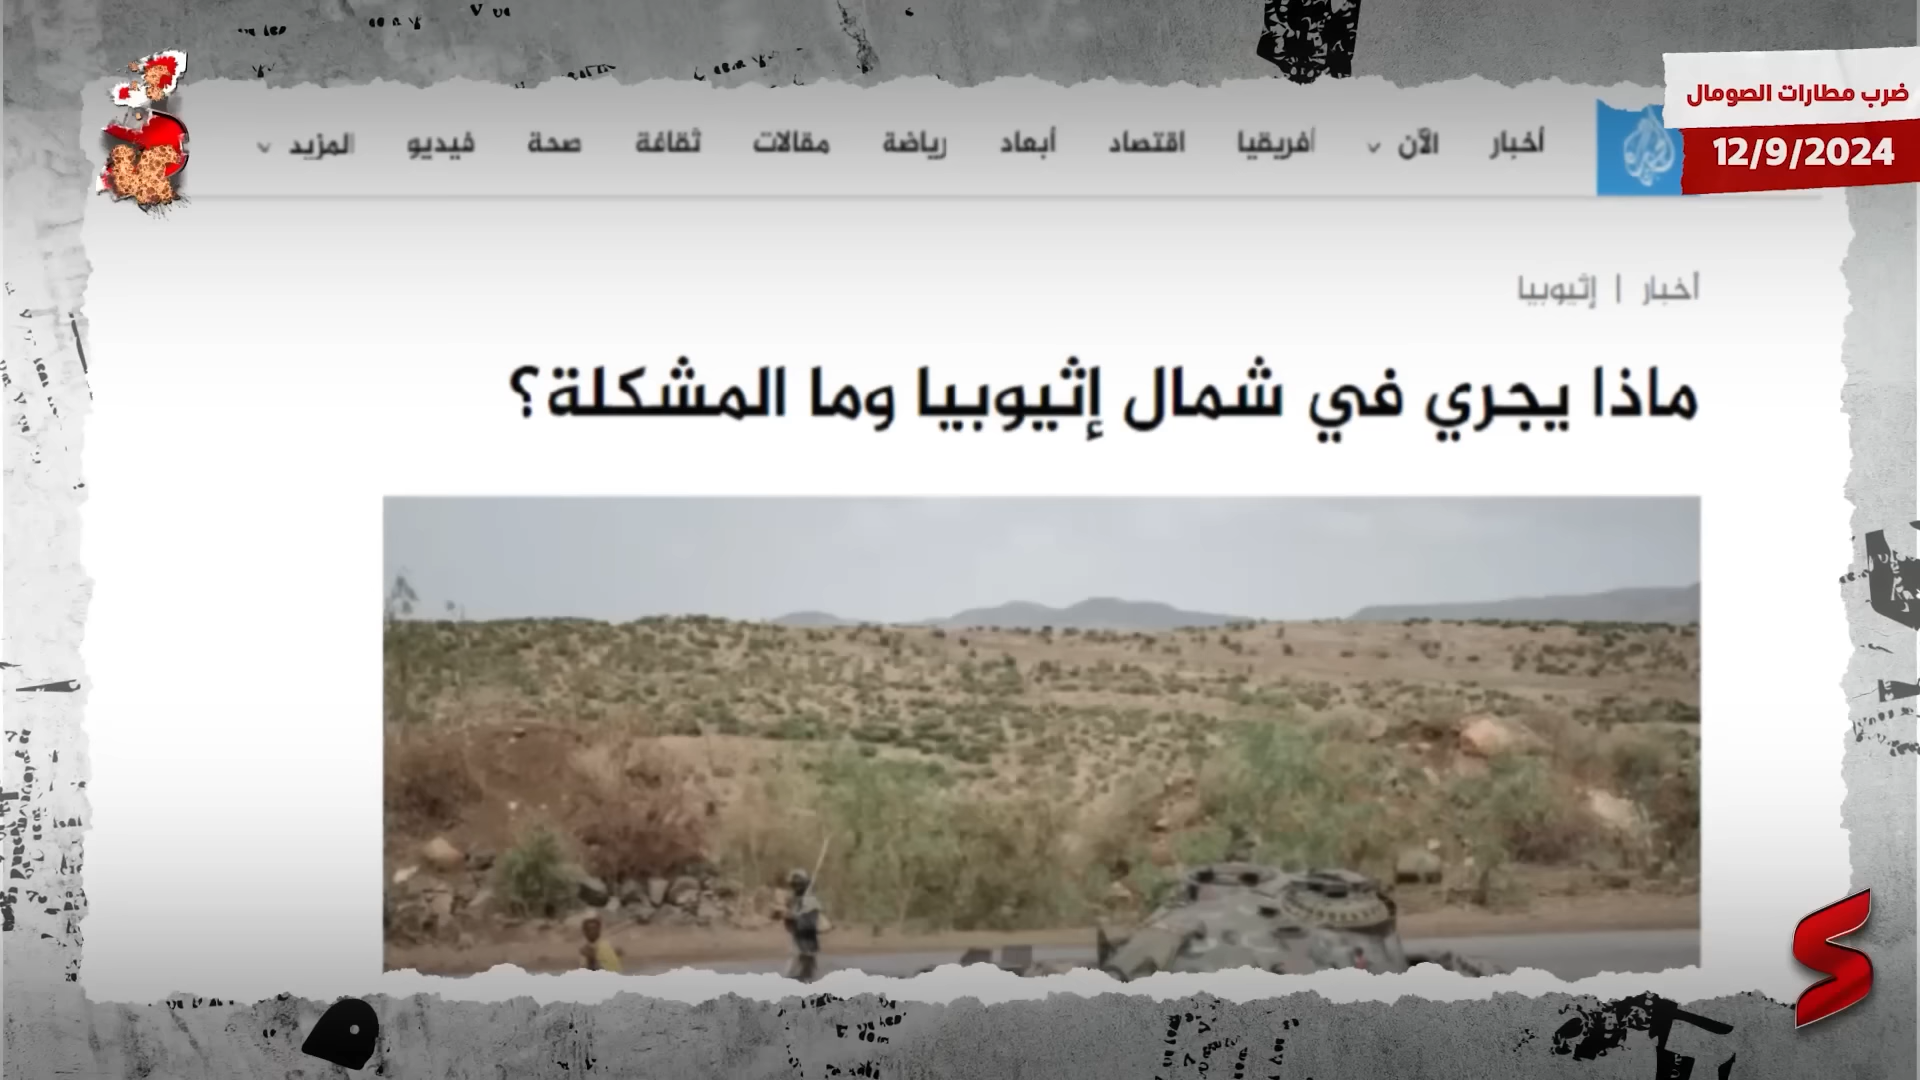 ضرب مطارات الصومال
12/9/2024
أخبار الآن أفريقيا اقتصاد أبعاد رياضة مقالات ثقافة صحة فيديو المزيد
أخبار | إثيوبيا
ماذا يجري في شمال إثيوبيا وما المشكلة؟